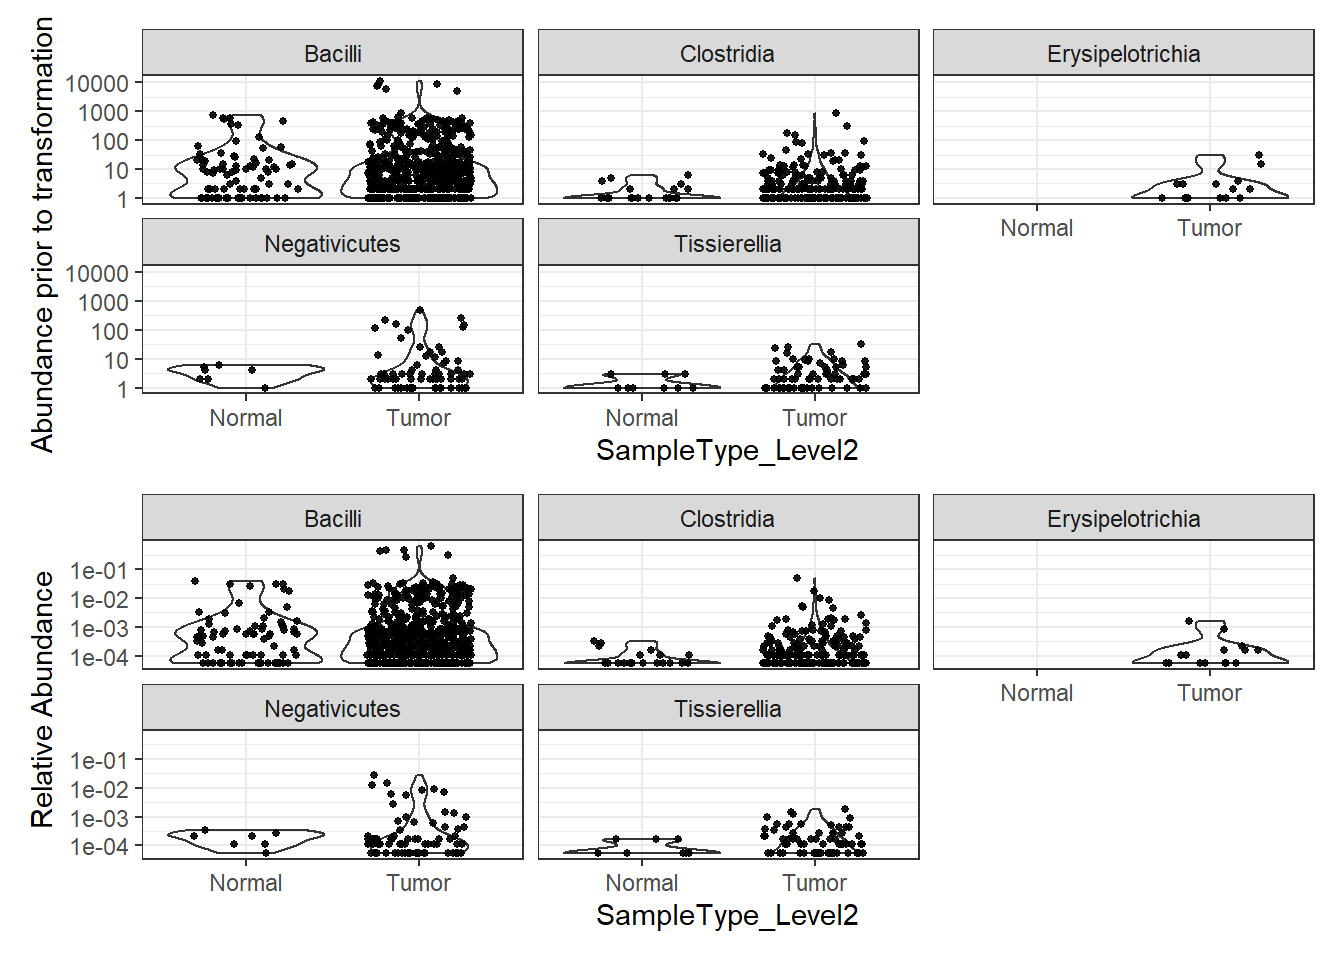 Abundance prior to transformation
Bacilli
Clostridia
Erysipelotrichia
10000
1000
100
10
1
Normal
Tumor
Negativicutes
Tissierellia
10000
1000
100
10
1
Normal
Tumor
Normal
Tumor
SampleType_Level2
Relative Abundance
Bacilli
Clostridia
Erysipelotrichia
1e-01
1e-02
1e-03
1e-04
Normal
Tumor
Negativicutes
Tissierellia
1e-01
1e-02
1e-03
1e-04
Normal
Tumor
Normal
Tumor
SampleType_Level2